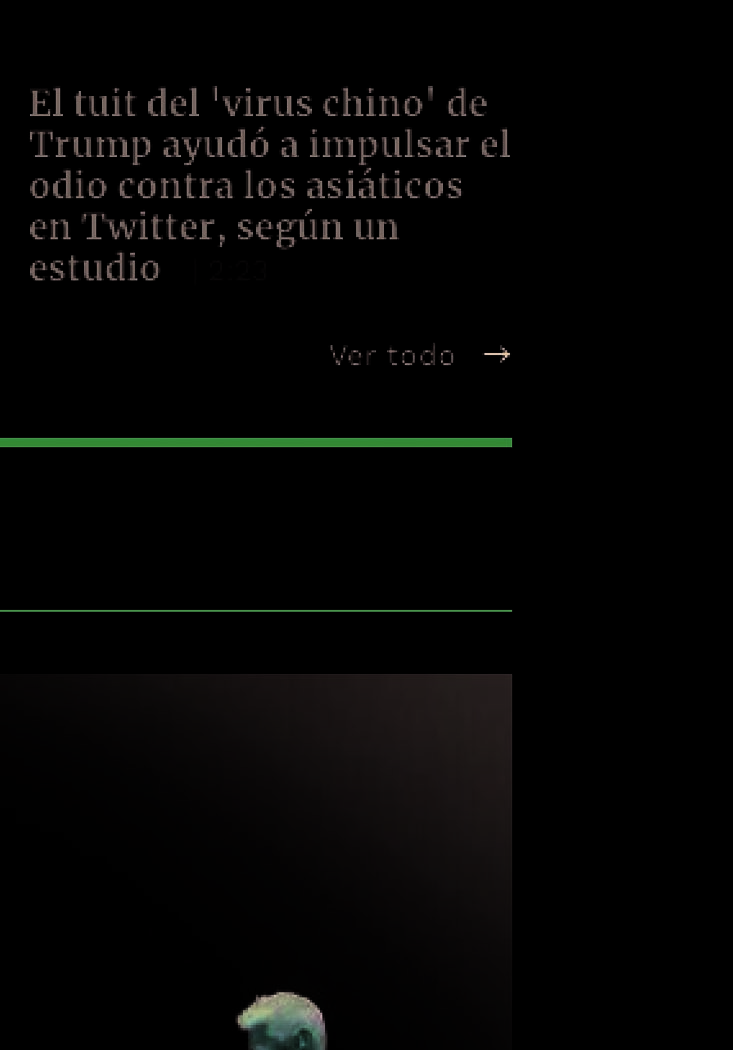 El tuit del 'virus chino' de
Trump ayudó a impulsar el
odio contra los asiáticos
en Twitter, según un
estudio
Ver todo →